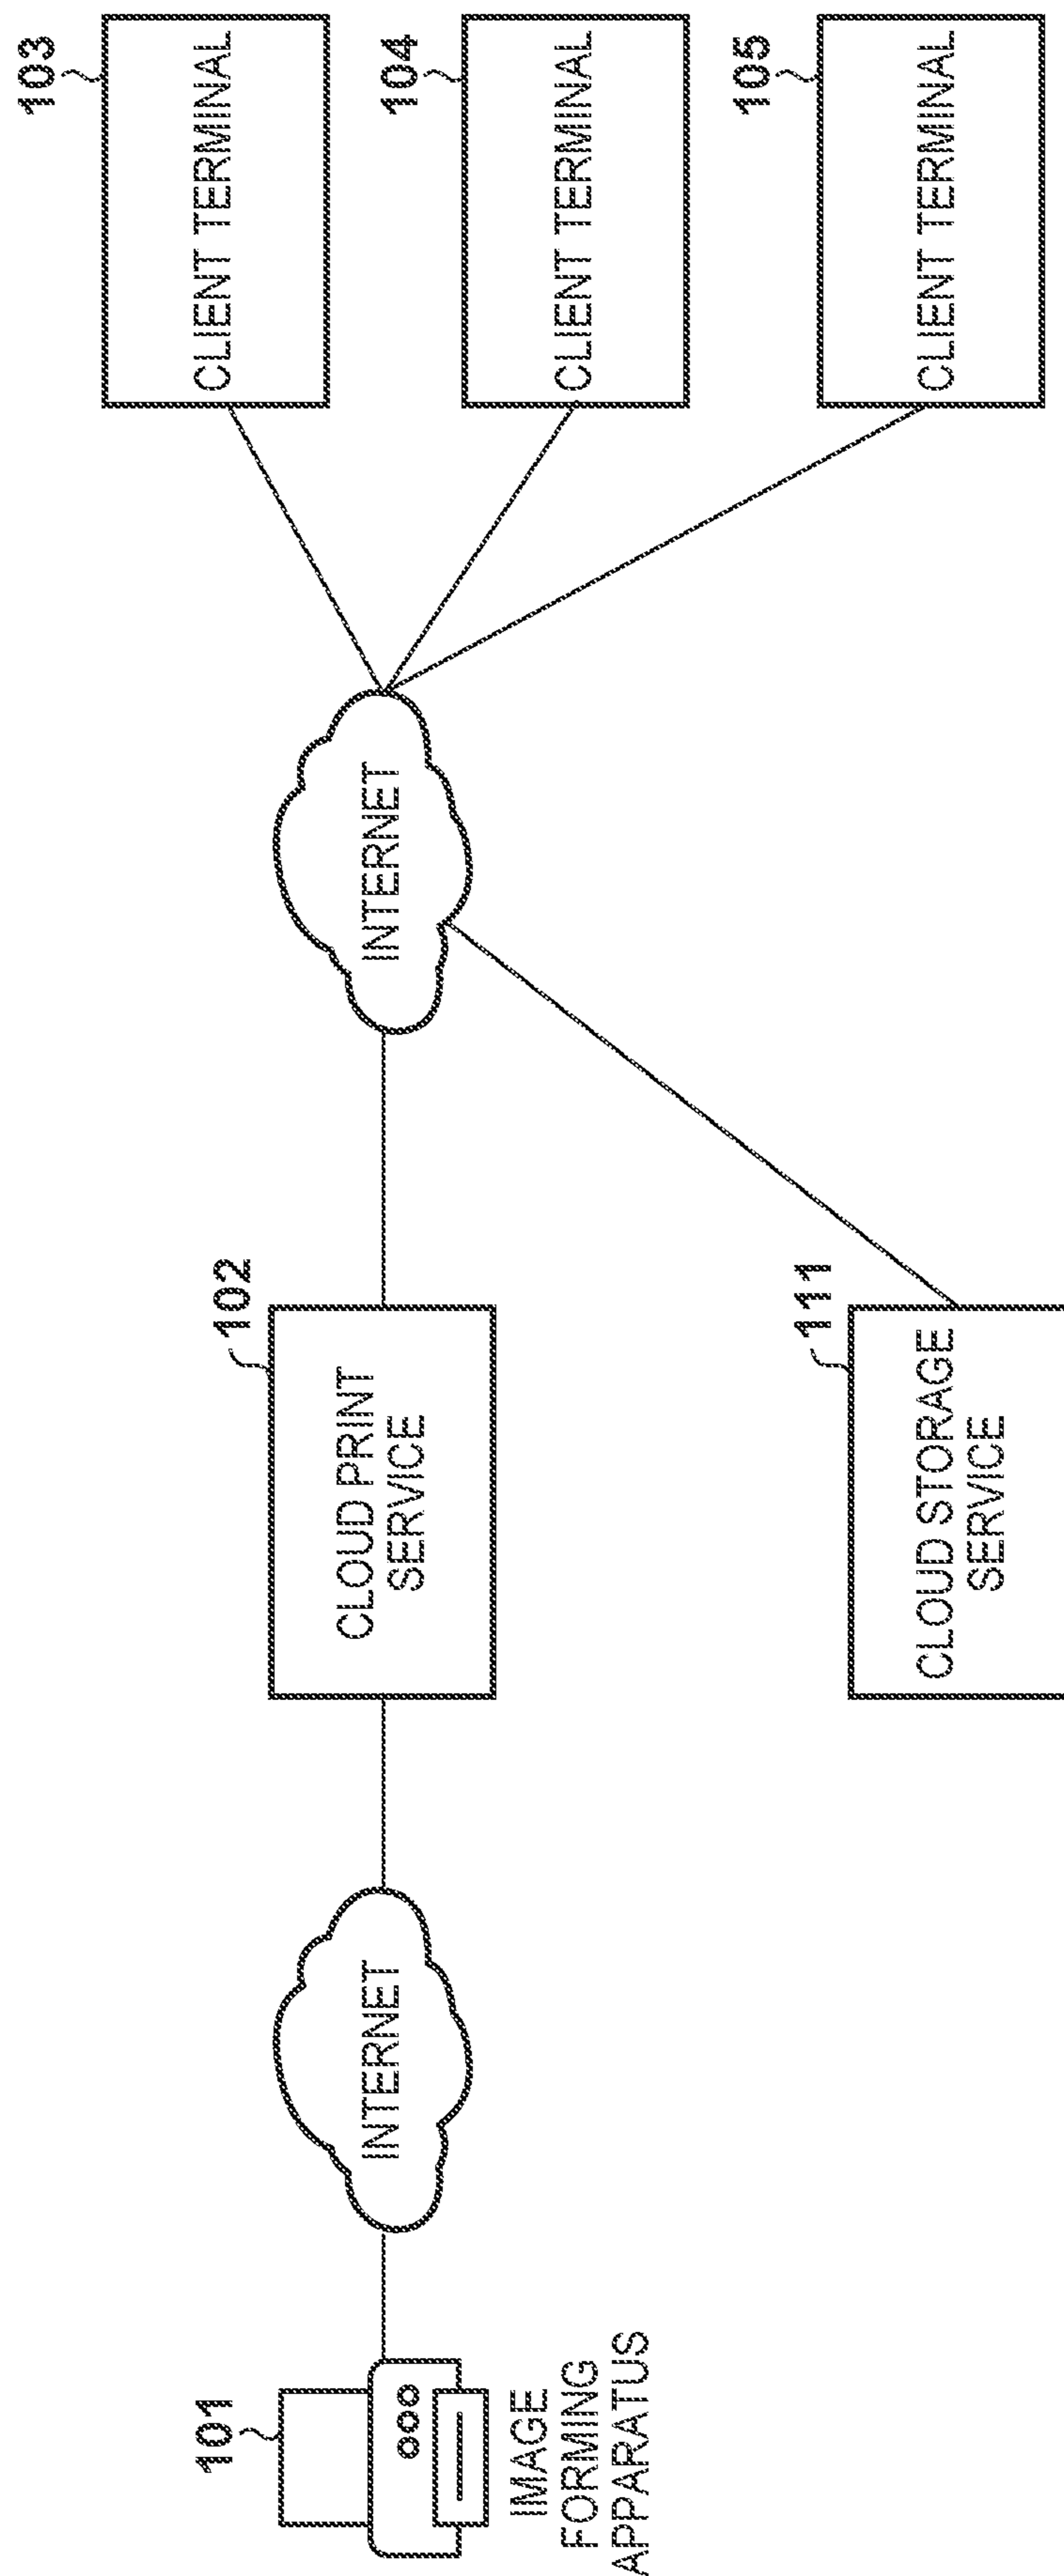 101
IMAGE
FORMING
APPARATUS
INTERNET
102
CLOUD PRINT
SERVICE
111
CLOUD STORAGE
SERVICE
INTERNET
103
CLIENT TERMINAL
104
CLIENT TERMINAL
105
CLIENT TERMINAL